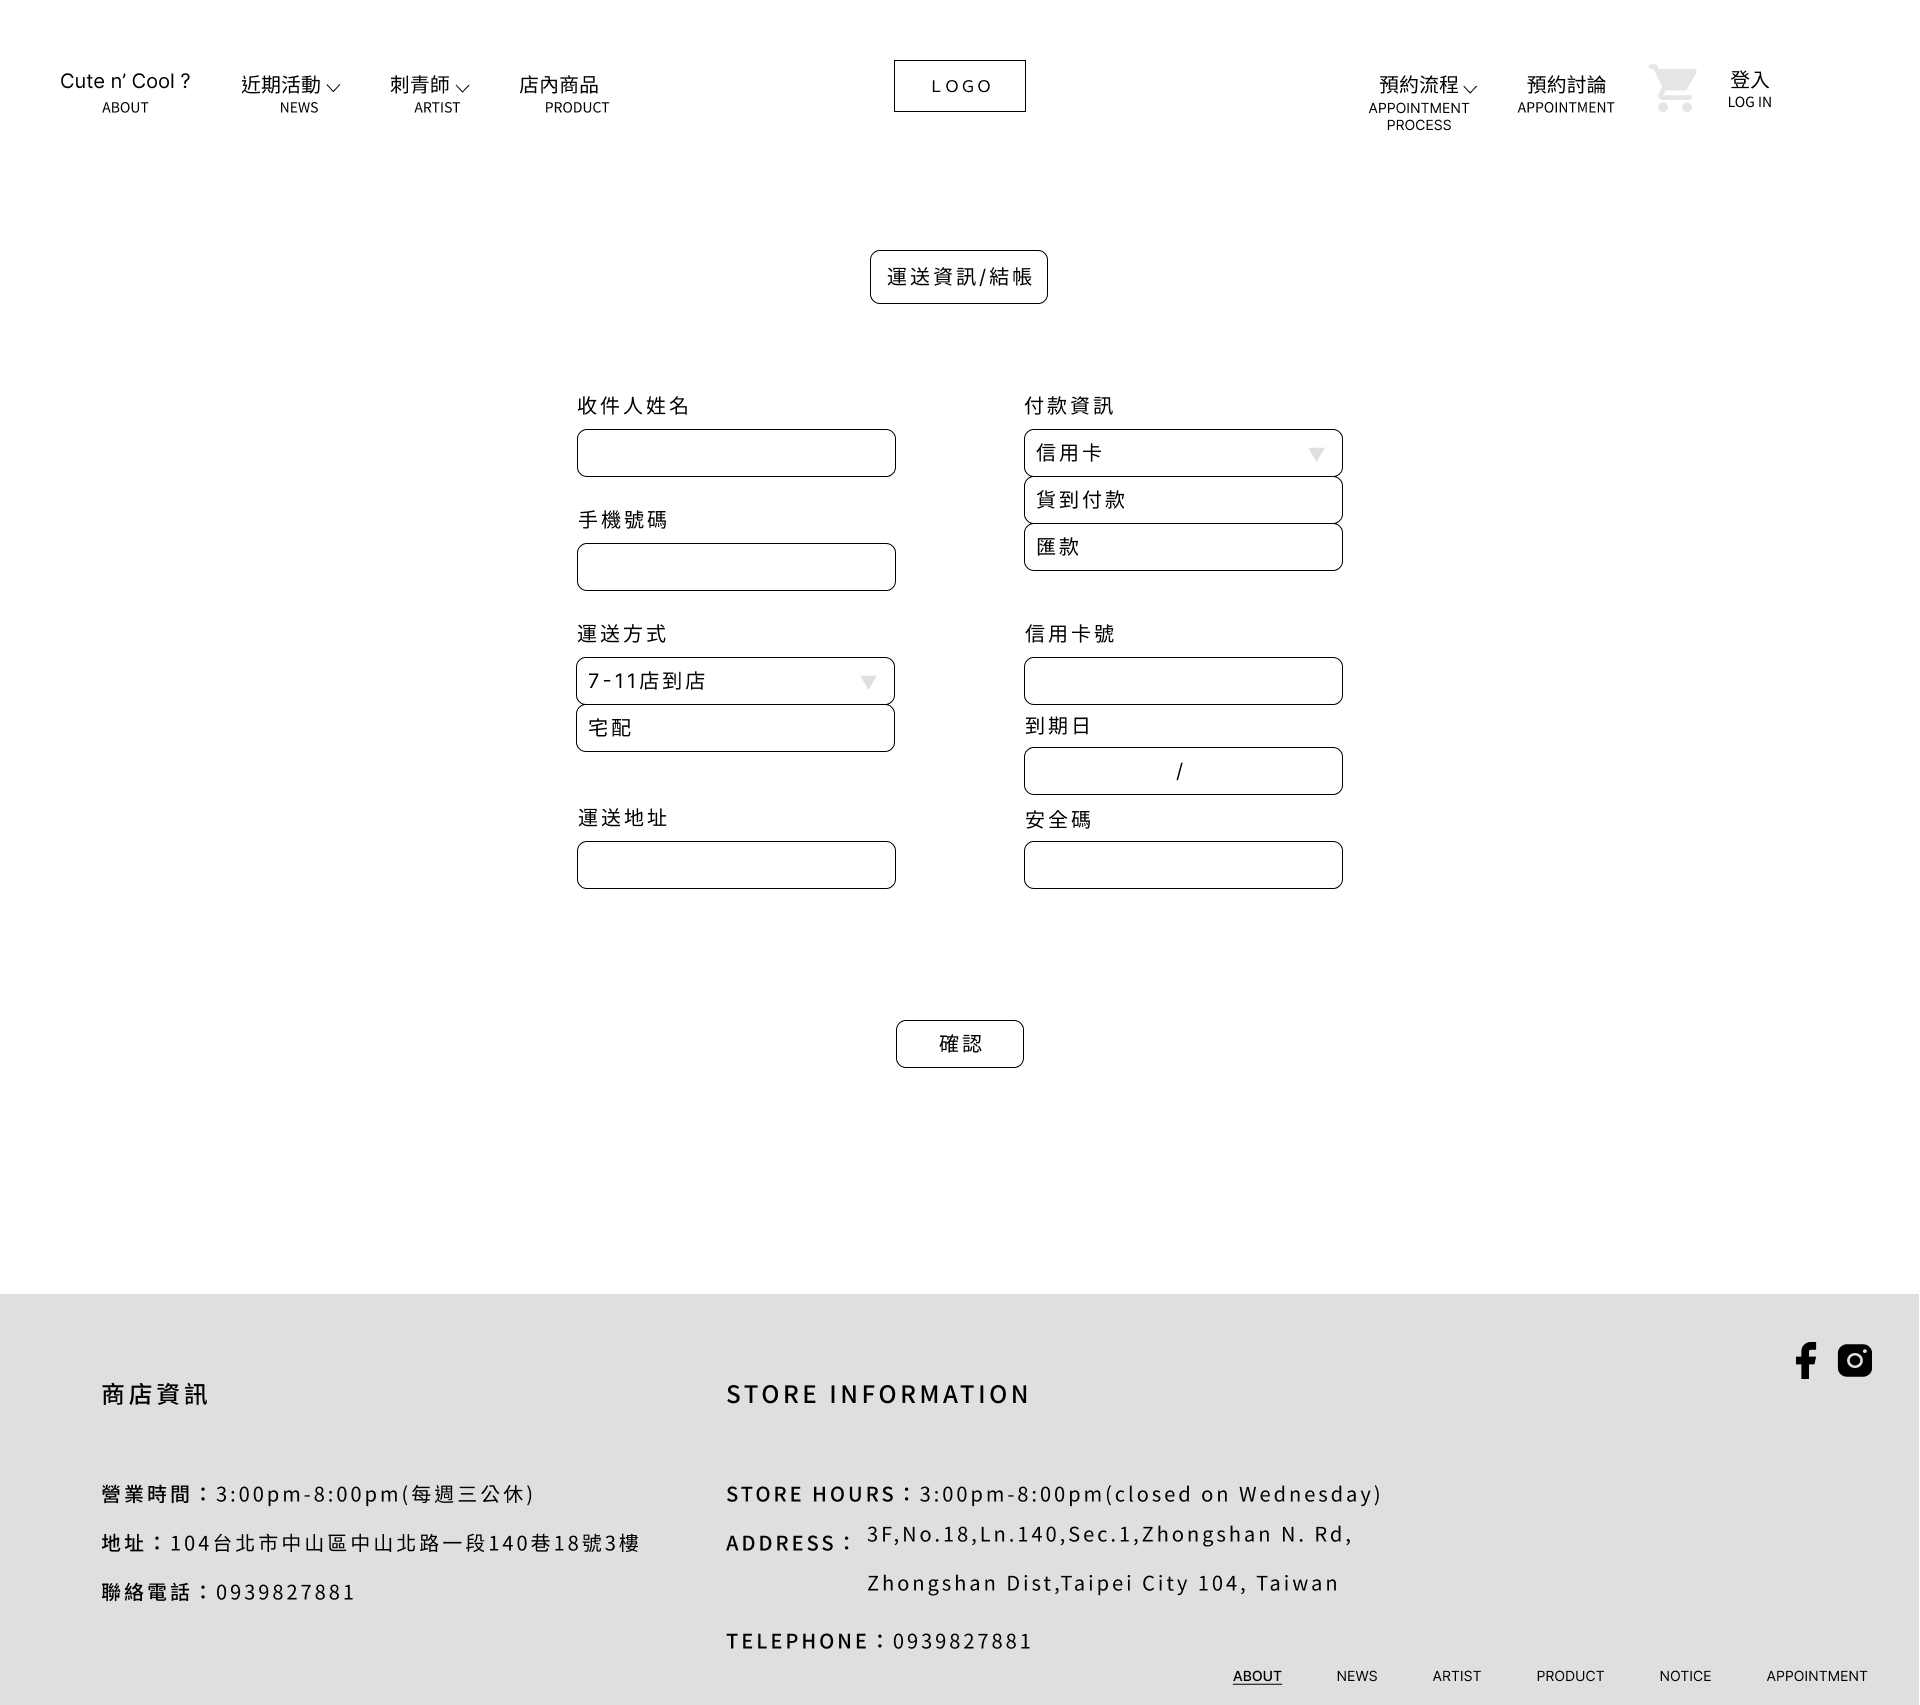 Cute n’ Cool ?
ABOUT
近期活動
NEWS
刺青師
ARTIST
店內商品
PRODUCT
LOGO
預約流程
APPOINTMENT
PROCESS
預約討論
APPOINTMENT
登入
LOG IN
運送資訊/結帳
收件人姓名
手機號碼
運送方式
7-11店到店
宅配
運送地址
付款資訊
信用卡
貨到付款
匯款
信用卡號
到期日
/
安全碼
確認
商店資訊
營業時間：3:00pm-8:00pm(每週三公休)
地址：104台北市中山區中山北路一段140巷18號3樓
聯絡電話：0939827881
STORE INFORMATION
STORE HOURS：3:00pm-8:00pm(closed on Wednesday)
ADDRESS： 3F,No.18,Ln.140,Sec.1,Zhongshan N. Rd,
Zhongshan Dist,Taipei City 104, Taiwan
TELEPHONE：0939827881
ABOUT NEWS ARTIST PRODUCT NOTICE APPOINTMENT